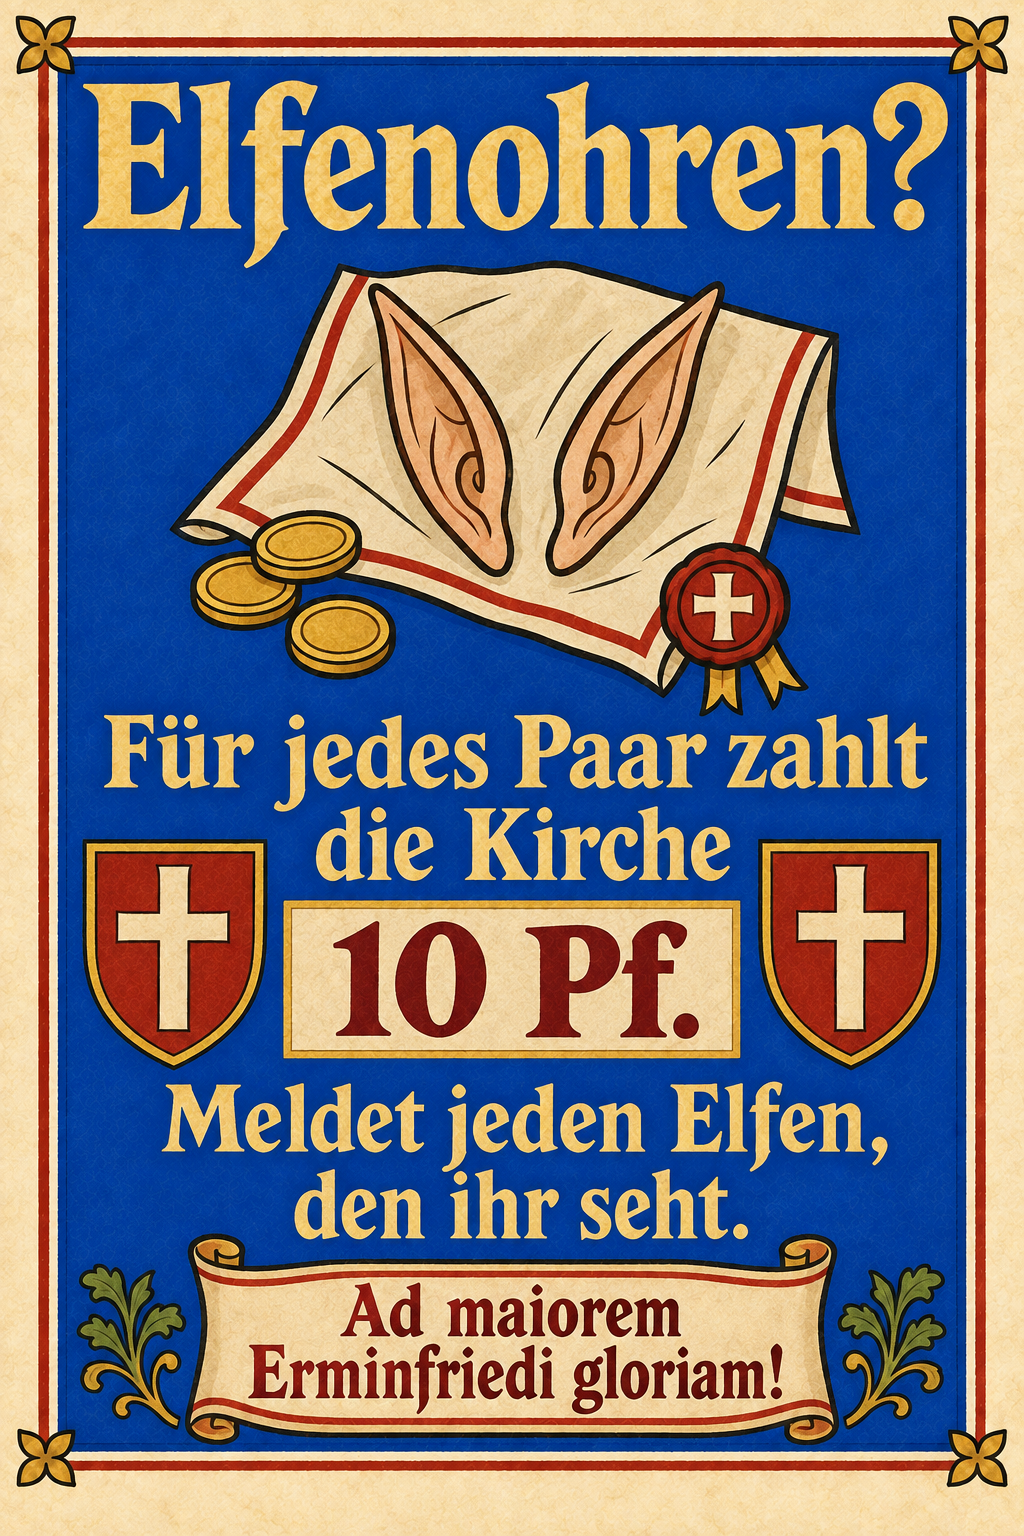 Elfenohren?
Für jedes Paar zahlt
die Kirche
10 Pf.
Meldet jeden Elfen,
den ihr seht.
Ad maiorem
Erminfriedi gloriam!